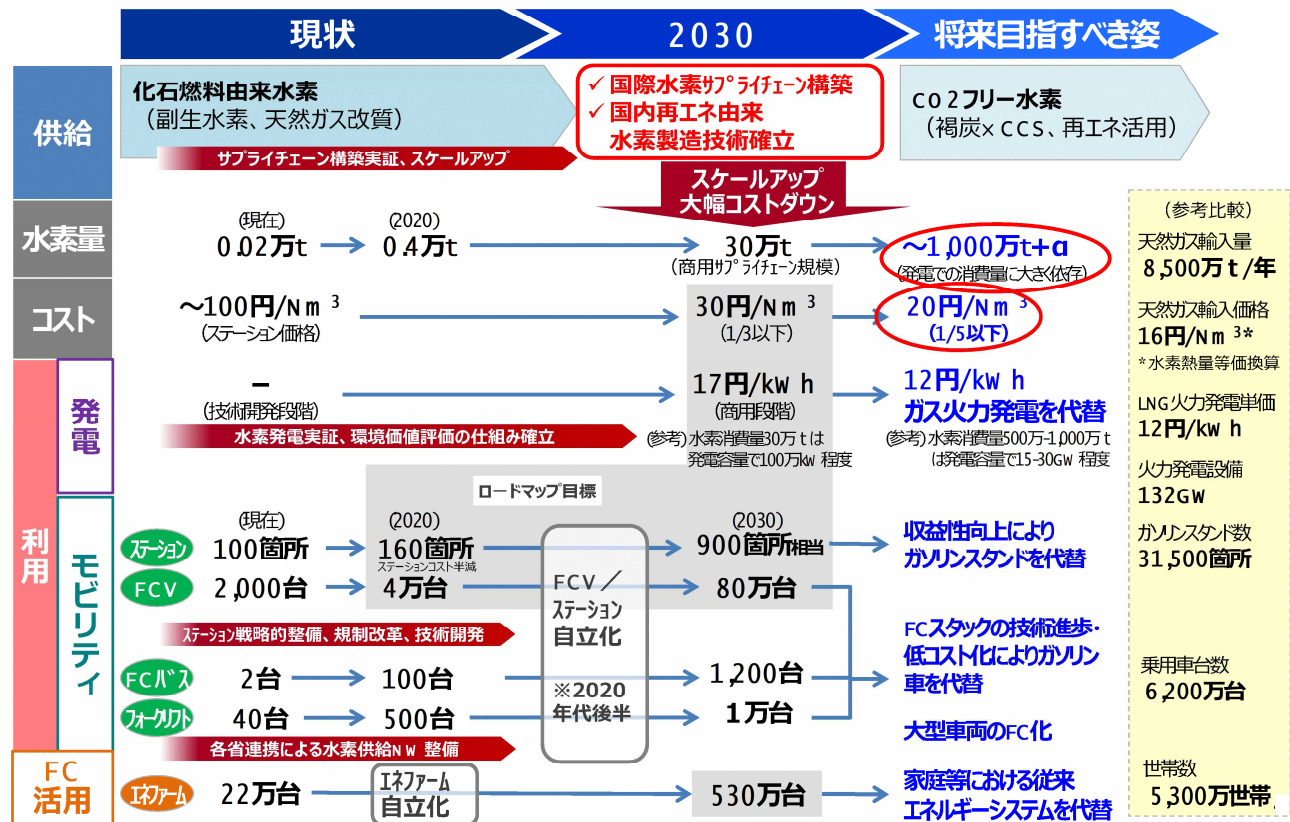 現状
2030
将来目指すべき姿
供給
化石燃料由来水素
(副生水素、天然ガス改質)
✓国際水素ｻﾌﾟﾗｲﾁｪｰﾝ構築
✓国内再エネ由来
水素製造技術確立
CO2フリー水素
(褐炭×CCS、再エネ活用)
サプライチェーン構築実証、スケールアップ
スケールアップ
大幅コストダウン
水素量
(現在)
0.02万t
(2020)
0.4万t
30万t
(商用ｻﾌﾟﾗｲﾁｪｰﾝ規模)
～1,000万t+α
(発電での消費量に大きく依存)
コスト
～100円/Nm³
(ステーション価格)
30円/Nm³
(1/3以下)
20円/Nm³
(1/5以下)
利用
発電
－
(技術開発段階)
17円/kWh
(商用段階)
12円/kWh
ガス火力発電を代替
水素発電実証、環境価値評価の仕組み確立
(参考)水素消費量30万tは
発電容量で100万kW程度
(参考)水素消費量500万-1,000万t
は発電容量で15-30GW程度
ロードマップ目標
モビリティ
(現在)
(2020)
(2030)
ｽﾃｰｼｮﾝ
100箇所
160箇所
ステーションコスト半減
900箇所相当
収益性向上により
ガソリンスタンドを代替
FCV
2,000台
4万台
80万台
FCV／
ｽﾃｰｼｮﾝ
自立化
※2020
年代後半
ｽﾃｰｼｮﾝ戦略的整備、規制改革、技術開発
FCスタックの技術進歩・
低コスト化によりガソリン
車を代替
FCﾊﾞｽ
2台
100台
1,200台
ﾌｫｰｸﾘﾌﾄ
40台
500台
1万台
大型車両のFC化
各省連携による水素供給NW整備
FC
活用
ｴﾈﾌｧｰﾑ
22万台
ｴﾈﾌｧｰﾑ
自立化
530万台
家庭等における従来
エネルギーシステムを代替
(参考比較)
天然ガス輸入量
8,500万t/年
天然ガス輸入価格
16円/Nm³*
*水素熱量等価換算
LNG火力発電単価
12円/kWh
火力発電設備
132GW
ガソリンスタンド数
31,500箇所
乗用車台数
6,200万台
世帯数
5,300万世帯